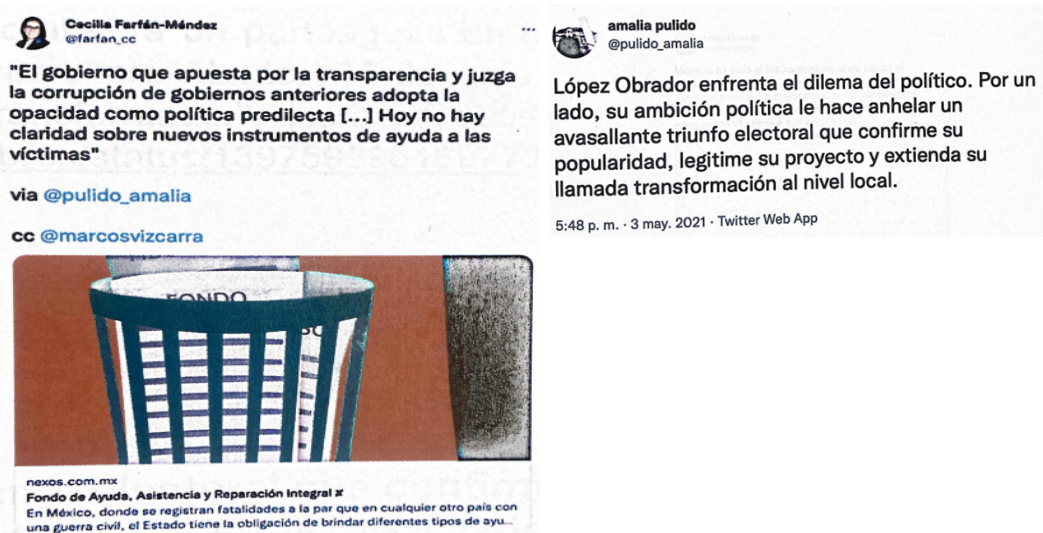 Cecilia Farfán-Méndez
@farfan_cc
...
"El gobierno que apuesta por la transparencia y juzga
la corrupción de gobiernos anteriores adopta la
opacidad como política predilecta [...] Hoy no hay
claridad sobre nuevos instrumentos de ayuda a las
víctimas"
via @pulido_amalia
cc @marcosvizcarra
FONDO
nexos.com.mx
Fondo de Ayuda, Asistencia y Reparación Integral
En México, donde se registran fatalidades a la par que en cualquier otro país con
una guerra civil, el Estado tiene la obligación de brindar diferentes tipos de ayu...
amalia pulido
@pulido_amalia
López Obrador enfrenta el dilema del político. Por un
lado, su ambición política le hace anhelar un
avasallante triunfo electoral que confirme su
popularidad, legitime su proyecto y extienda su
llamada transformación al nivel local.
5:48 p. m. · 3 may. 2021 · Twitter Web App